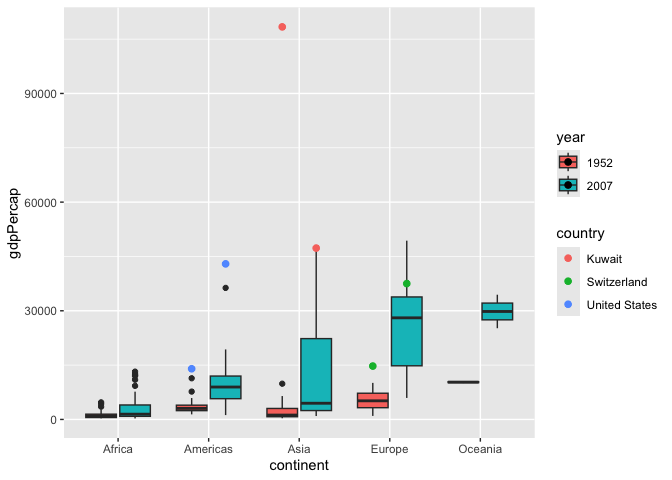 gdpPercap
90000
60000
30000
0
Africa Americas Asia Europe Oceania
continent
year
1952
2007
country
Kuwait
Switzerland
United States